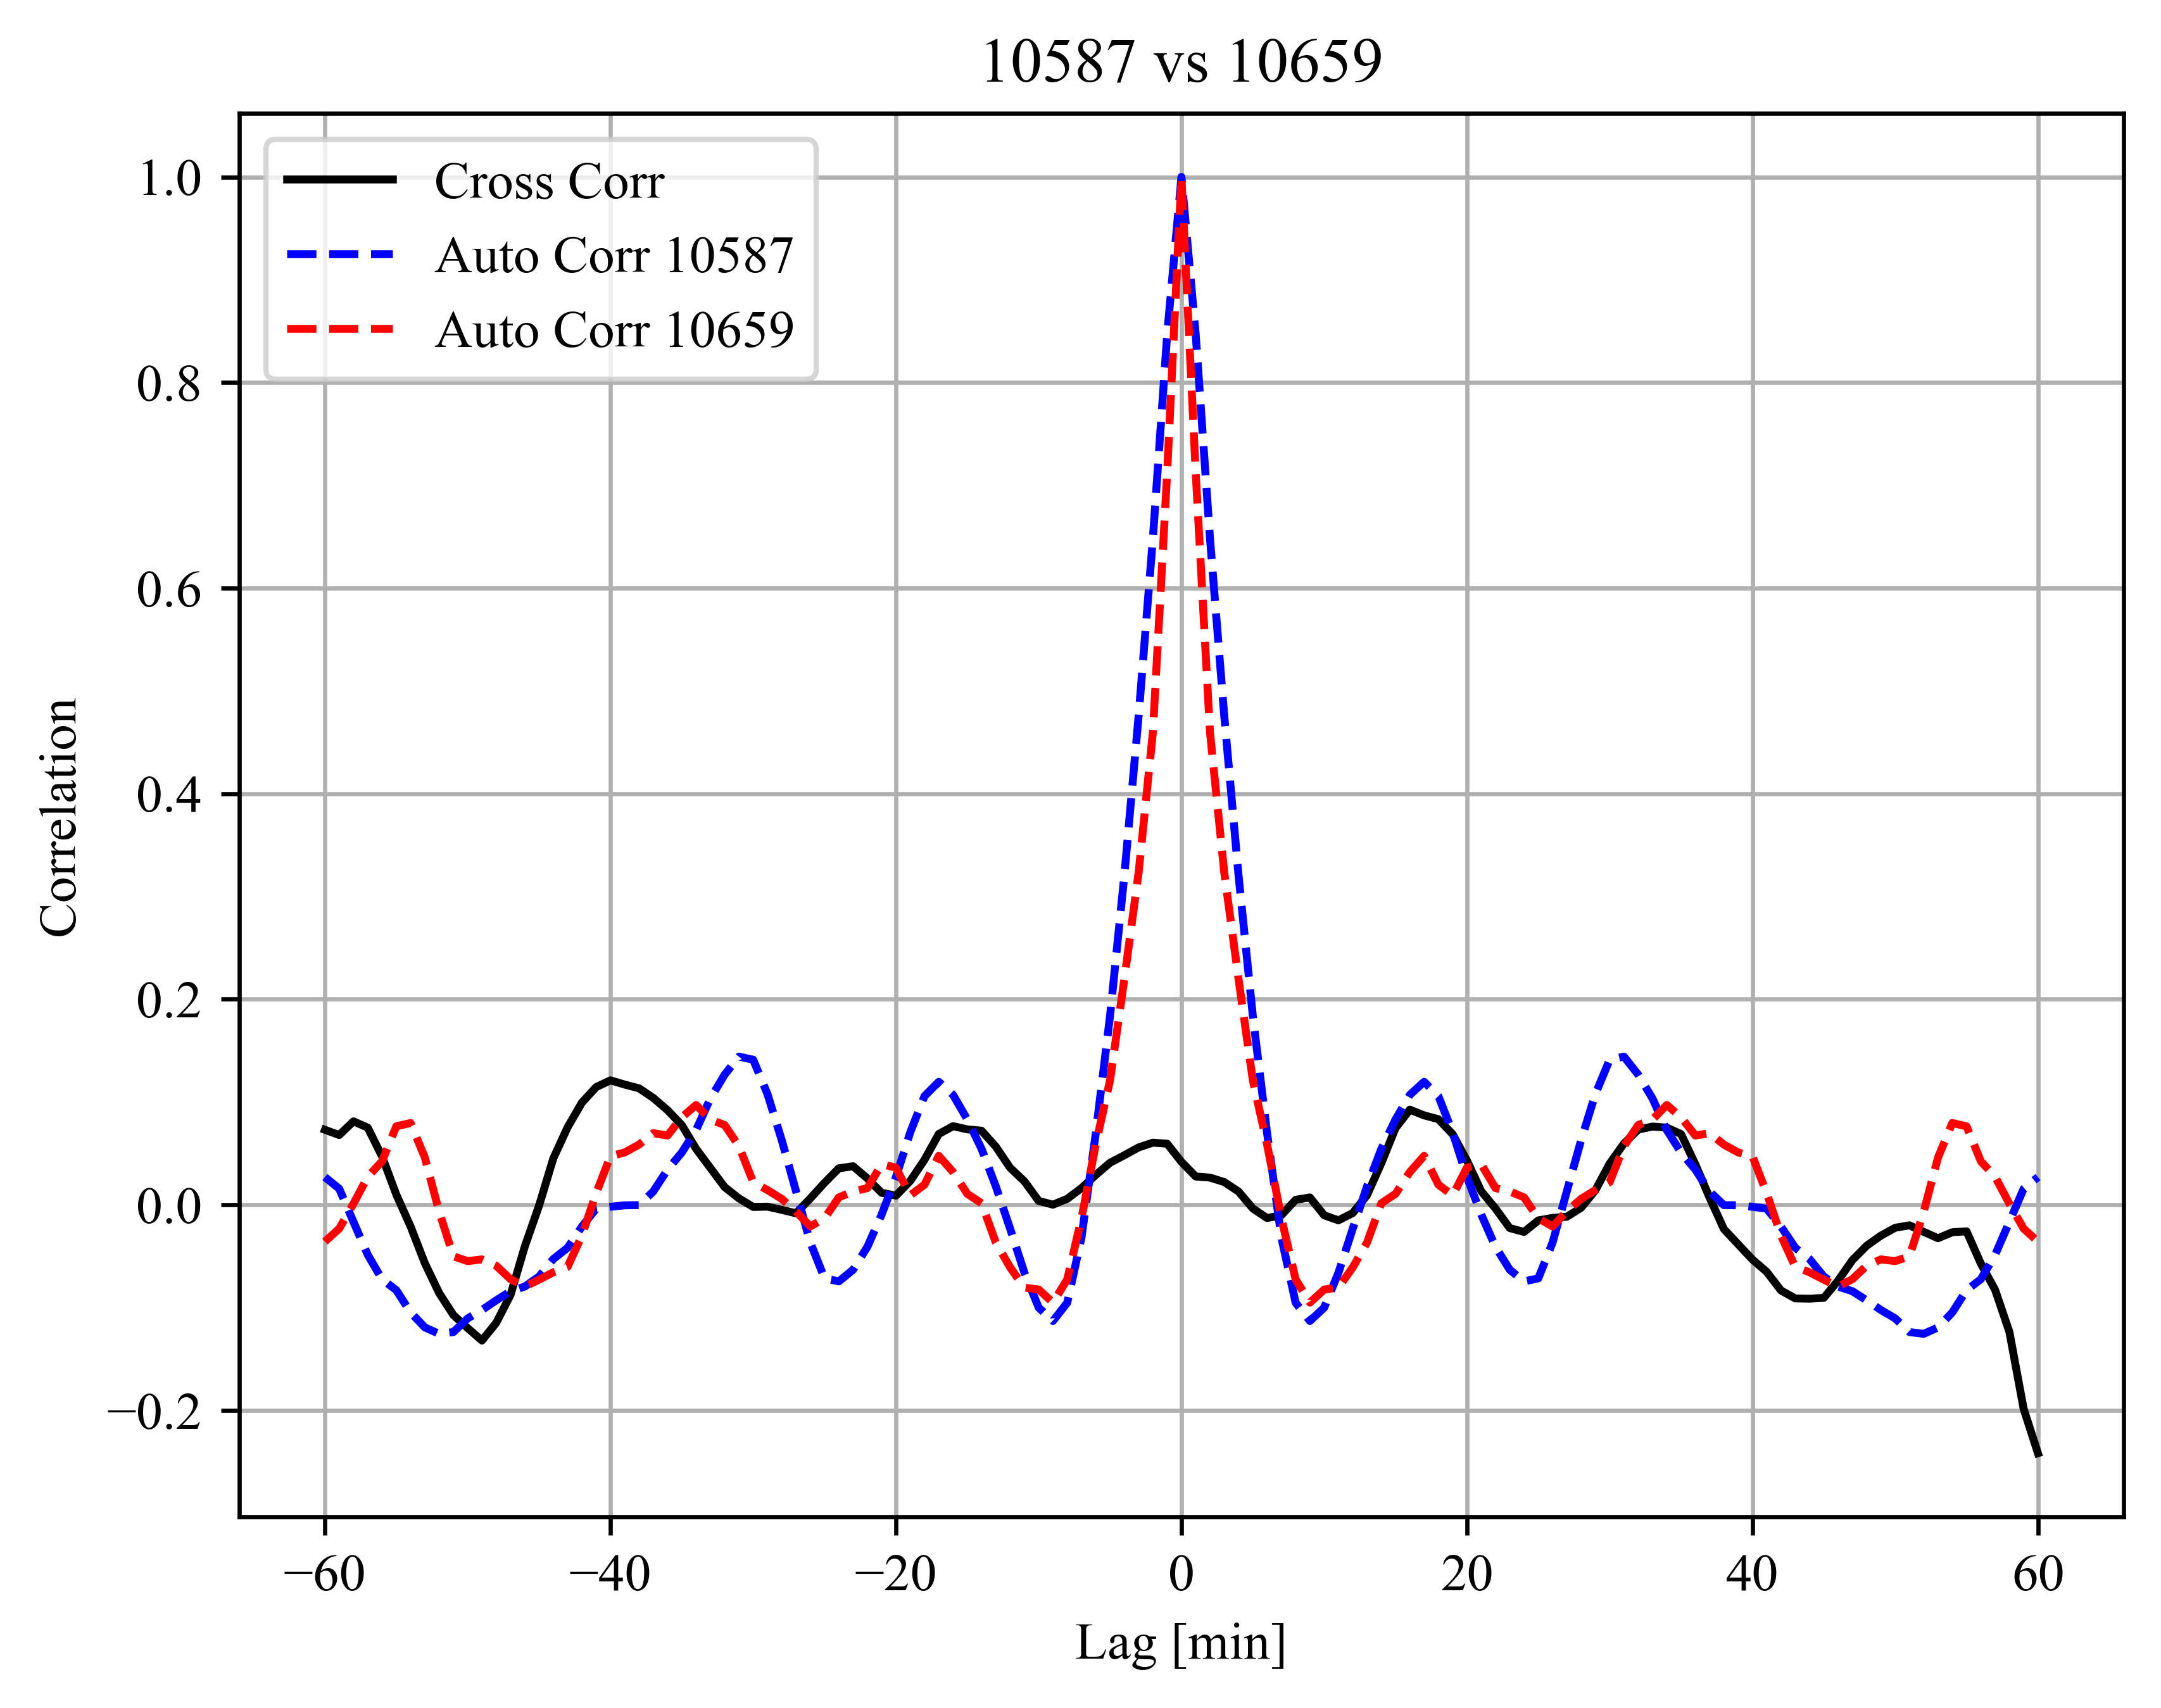 10587 vs 10659
Cross Corr
Auto Corr 10587
Auto Corr 10659
1.0
0.8
0.6
0.4
0.2
0.0
−0.2
Correlation
−60 −40 −20 0 20 40 60
Lag [min]